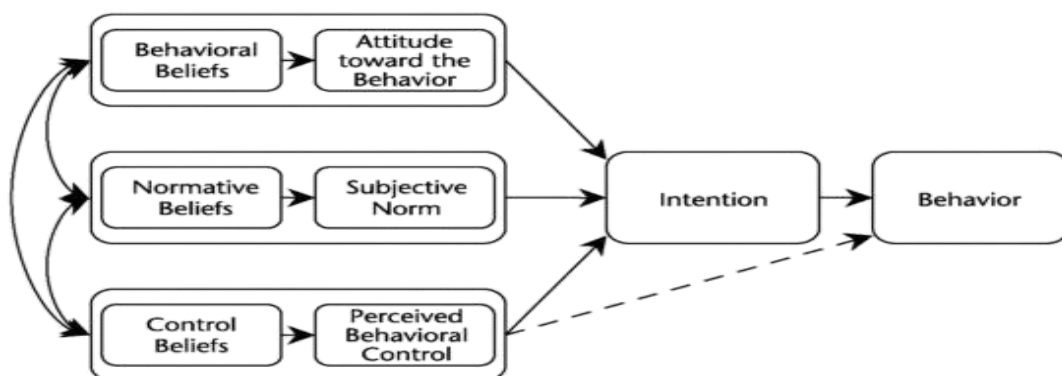 Behavioral
Beliefs
Attitude
toward the
Behavior
Normative
Beliefs
Subjective
Norm
Intention
Behavior
Control
Beliefs
Perceived
Behavioral
Control